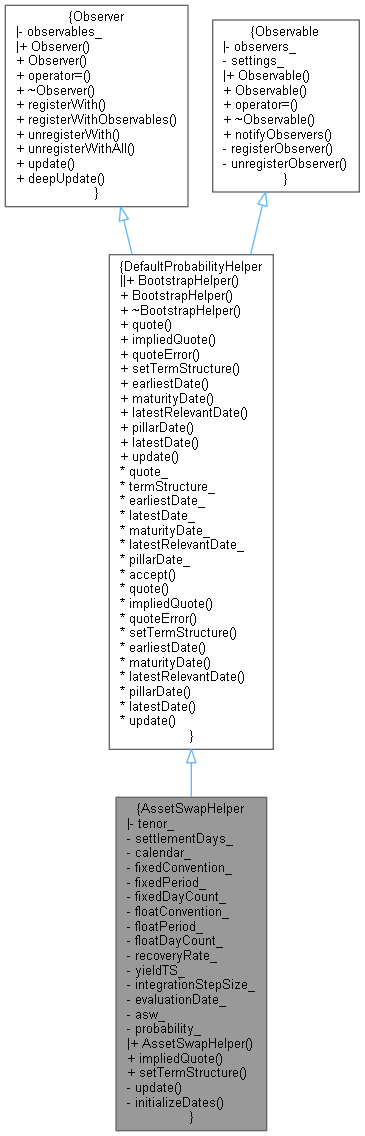 {Observer
|- observables_
|+ Observer()
+ Observer()
+ operator=()
+ ~Observer()
+ registerWith()
+ registerWithObservables()
+ unregisterWith()
+ unregisterWithAll()
+ update()
+ deepUpdate()
}
{Observable
|- observers_
- settings_
|+ Observable()
+ Observable()
+ operator=()
+ ~Observable()
+ notifyObservers()
- registerObserver()
- unregisterObserver()
}
{DefaultProbabilityHelper
||+ BootstrapHelper()
+ BootstrapHelper()
+ ~BootstrapHelper()
+ quote()
+ impliedQuote()
+ quoteError()
+ setTermStructure()
+ earliestDate()
+ maturityDate()
+ latestRelevantDate()
+ pillarDate()
+ latestDate()
+ update()
* quote_
* termStructure_
* earliestDate_
* latestDate_
* maturityDate_
* latestRelevantDate_
* pillarDate_
* accept()
* quote()
* impliedQuote()
* quoteError()
* setTermStructure()
* earliestDate()
* maturityDate()
* latestRelevantDate()
* pillarDate()
* latestDate()
* update()
}
{AssetSwapHelper
|- tenor_
- settlementDays_
- calendar_
- fixedConvention_
- fixedPeriod_
- fixedDayCount_
- floatConvention_
- floatPeriod_
- floatDayCount_
- recoveryRate_
- yieldTS_
- integrationStepSize_
- evaluationDate_
- asw_
- probability_
|+ AssetSwapHelper()
+ impliedQuote()
+ setTermStructure()
- update()
- initializeDates()
}